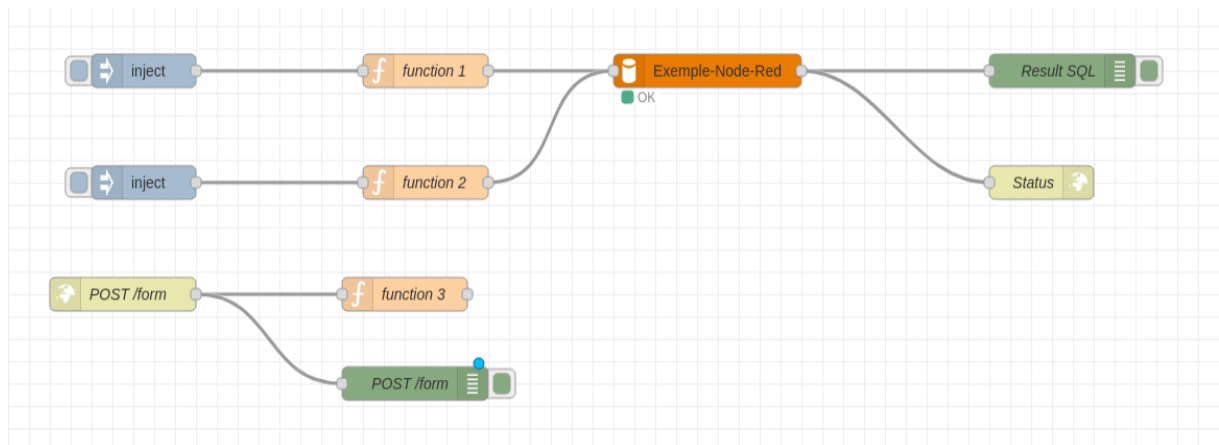 inject
function 1
Exemple-Node-Red
Result SQL
OK
inject
function 2
Status
POST /form
function 3
POST /form